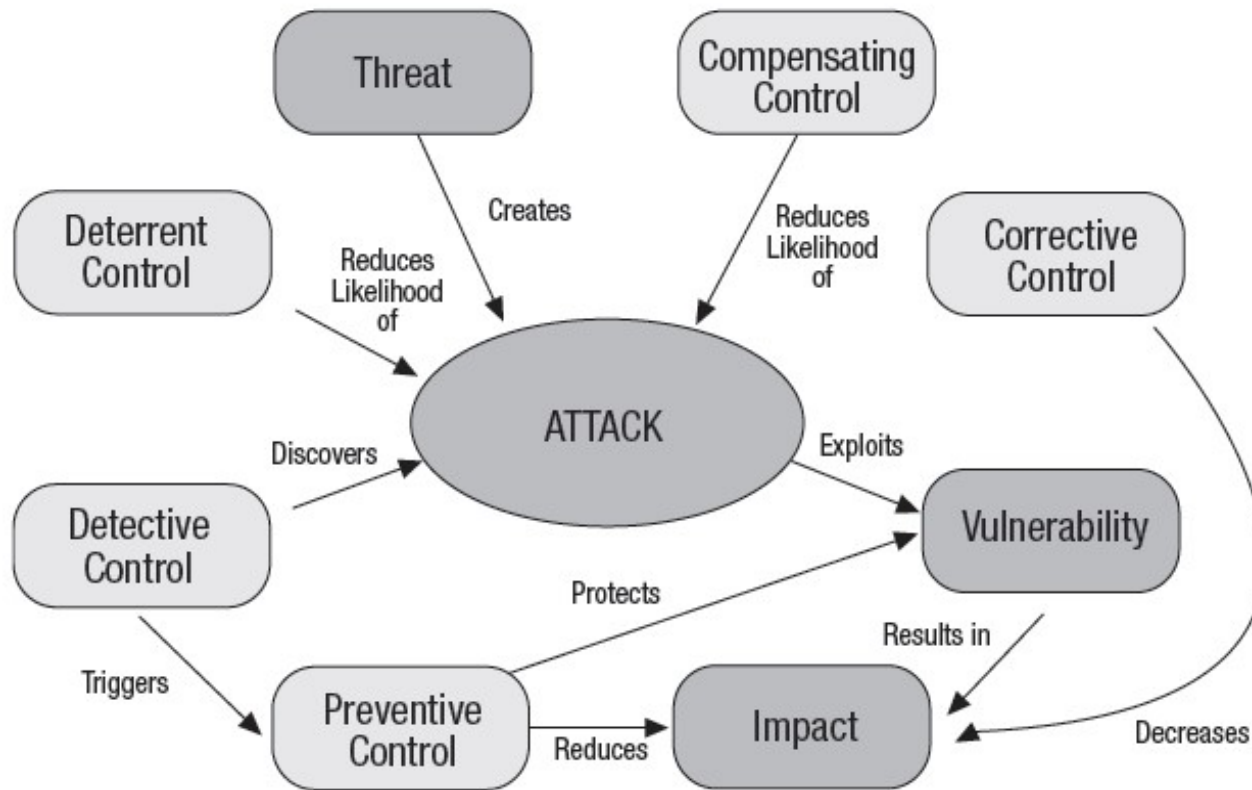 Threat
Compensating
Control
Creates
Reduces
Likelihood
of
Deterrent
Control
Reduces
Likelihood
of
Corrective
Control
ATTACK
Discovers
Exploits
Detective
Control
Vulnerability
Protects
Results in
Triggers
Preventive
Control
Reduces
Impact
Decreases